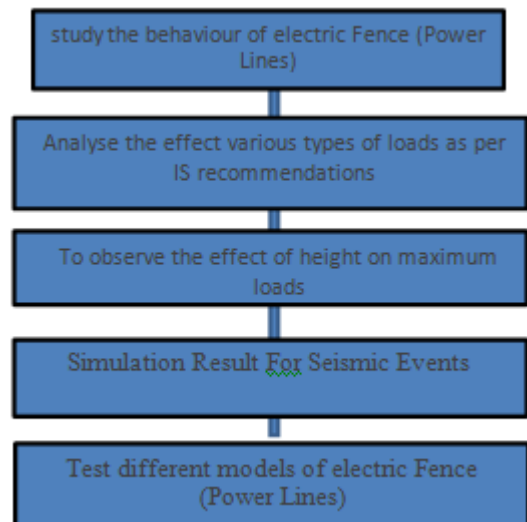 study the behaviour of electric Fence (Power
Lines)
Analyse the effect various types of loads as per
IS recommendations
To observe the effect of height on maximum
loads
Simulation Result For Seismic Events
Test different models of electric Fence
(Power Lines)